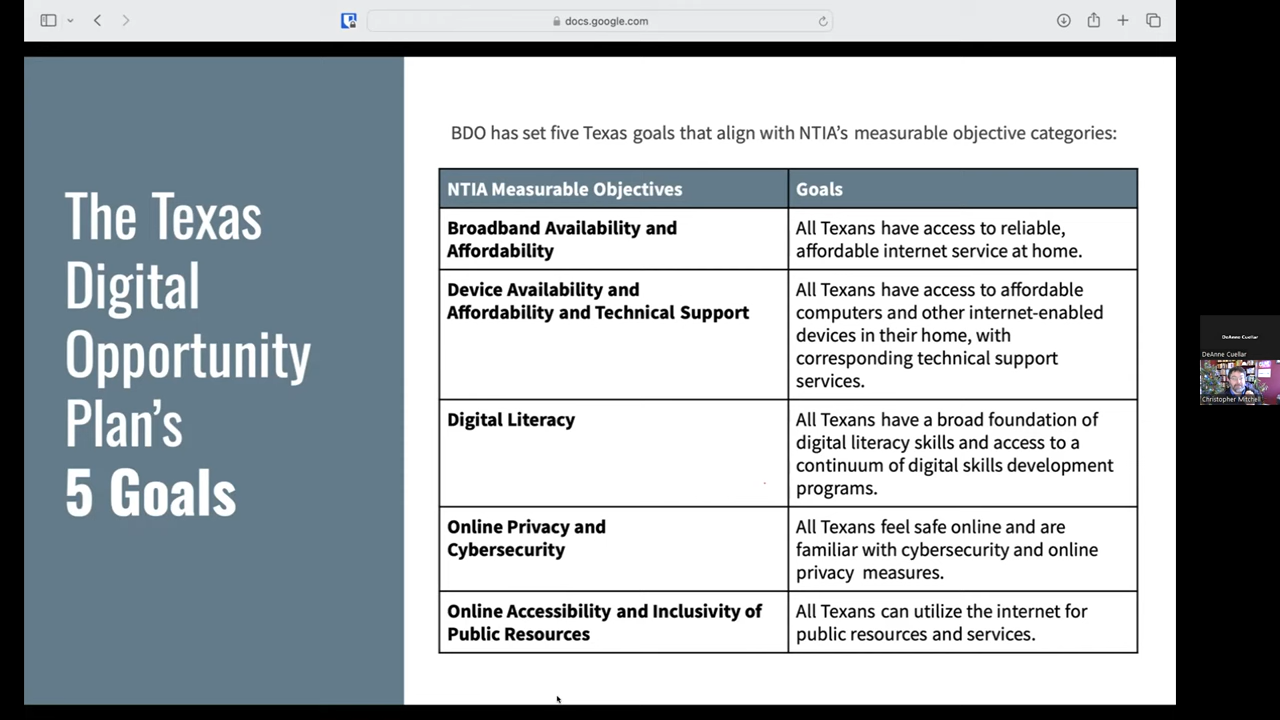 docs.google.com
The Texas
Digital
Opportunity
Plan's
5 Goals
BDO has set five Texas goals that align with NTIA's measurable objective categories:
NTIA Measurable Objectives
Goals
Broadband Availability and
Affordability
All Texans have access to reliable,
affordable internet service at home.
Device Availability and
Affordability and Technical Support
All Texans have access to affordable
computers and other internet-enabled
devices in their home, with
corresponding technical support
services.
Digital Literacy
All Texans have a broad foundation of
digital literacy skills and access to a
continuum of digital skills development
programs.
Online Privacy and
Cybersecurity
All Texans feel safe online and are
familiar with cybersecurity and online
privacy measures.
Online Accessibility and Inclusivity of
Public Resources
All Texans can utilize the internet for
public resources and services.
DeAnne Cuellar
DeAnne Cuellar
Christopher Mitchell